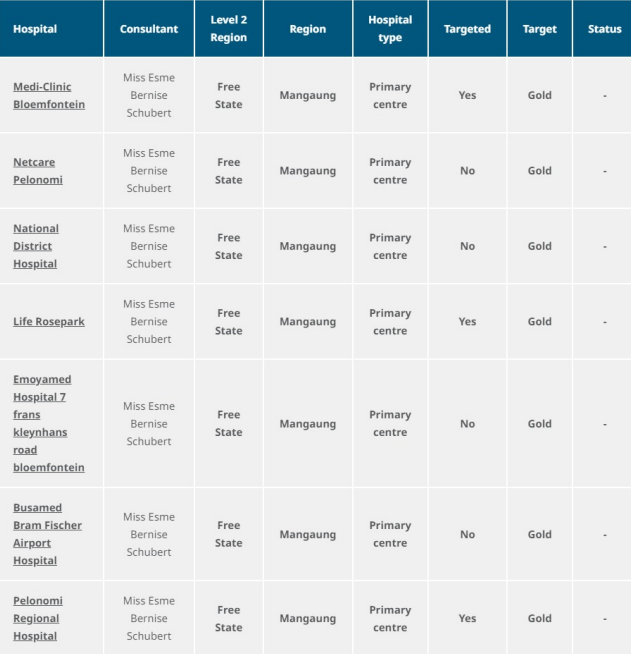 Hospital
Consultant
Level 2
Region
Region
Hospital
type
Targeted
Target
Status
Medi-Clinic
Bloemfontein
Miss Esme
Bernise
Schubert
Free
State
Mangaung
Primary
centre
Yes
Gold
-
Netcare
Pelonomi
Miss Esme
Bernise
Schubert
Free
State
Mangaung
Primary
centre
No
Gold
-
National
District
Hospital
Miss Esme
Bernise
Schubert
Free
State
Mangaung
Primary
centre
No
Gold
-
Life Rosepark
Miss Esme
Bernise
Schubert
Free
State
Mangaung
Primary
centre
Yes
Gold
-
Emoyamed
Hospital 7
frans
kleynhans
road
bloemfontein
Miss Esme
Bernise
Schubert
Free
State
Mangaung
Primary
centre
No
Gold
-
Busamed
Bram Fischer
Airport
Hospital
Miss Esme
Bernise
Schubert
Free
State
Mangaung
Primary
centre
No
Gold
-
Pelonomi
Regional
Hospital
Miss Esme
Bernise
Schubert
Free
State
Mangaung
Primary
centre
Yes
Gold
-